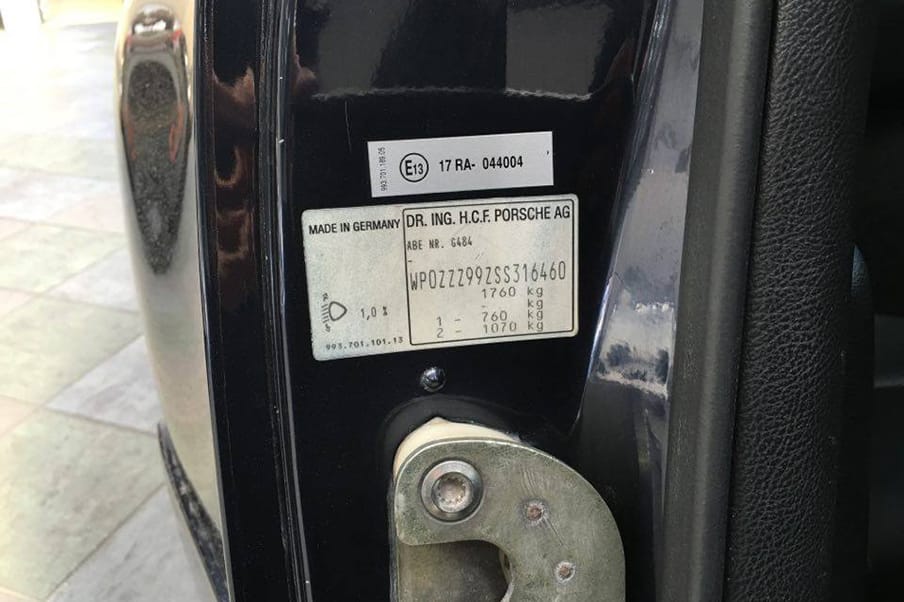 993.701.189.05
E13 17 RA- 044004
MADE IN GERMANY
DR. ING. H.C.F. PORSCHE AG
ABE NR. G484
-
WP0ZZZ99ZSS316460
1760 kg
- kg
1 - 760 kg
2 - 1070 kg
1,0 %
993.701.101.13